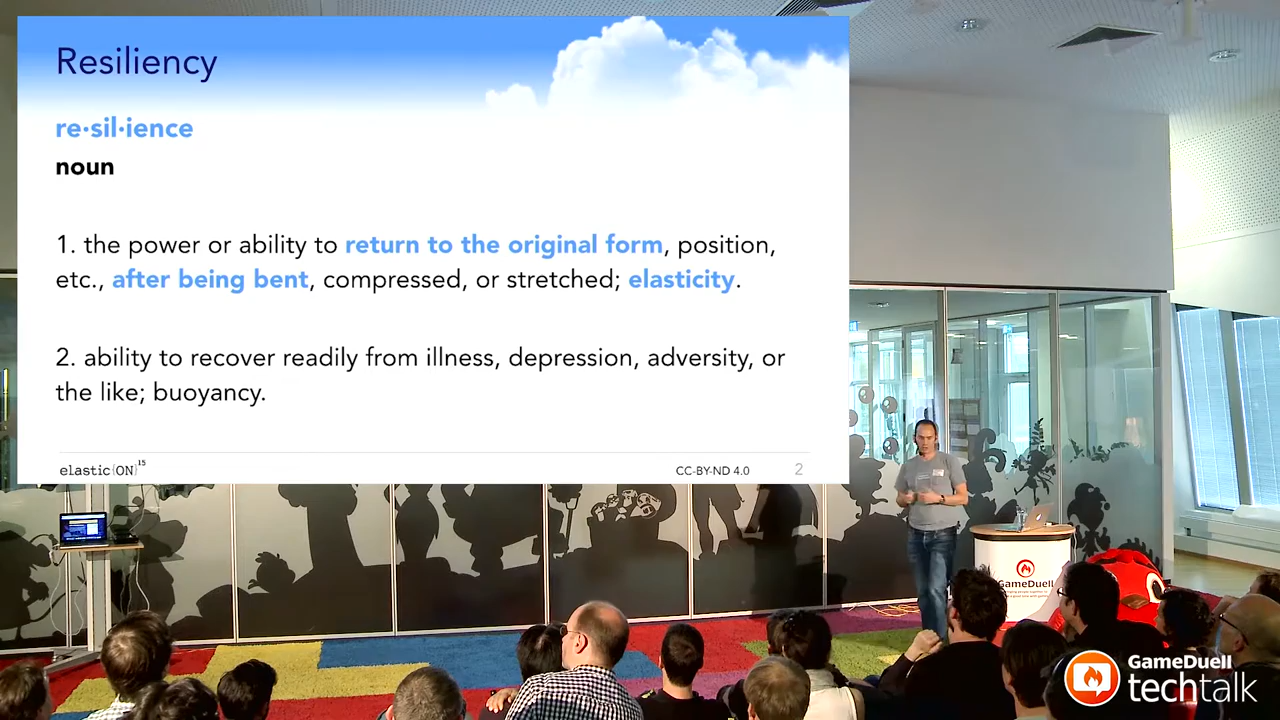 Resiliency
re·sil·ience
noun
1. the power or ability to return to the original form, position,
etc., after being bent, compressed, or stretched; elasticity.
2. ability to recover readily from illness, depression, adversity, or
the like; buoyancy.
elastic{ON}15
CC-BY-ND 4.0
2
GameDuell
GameDuell
techtalk